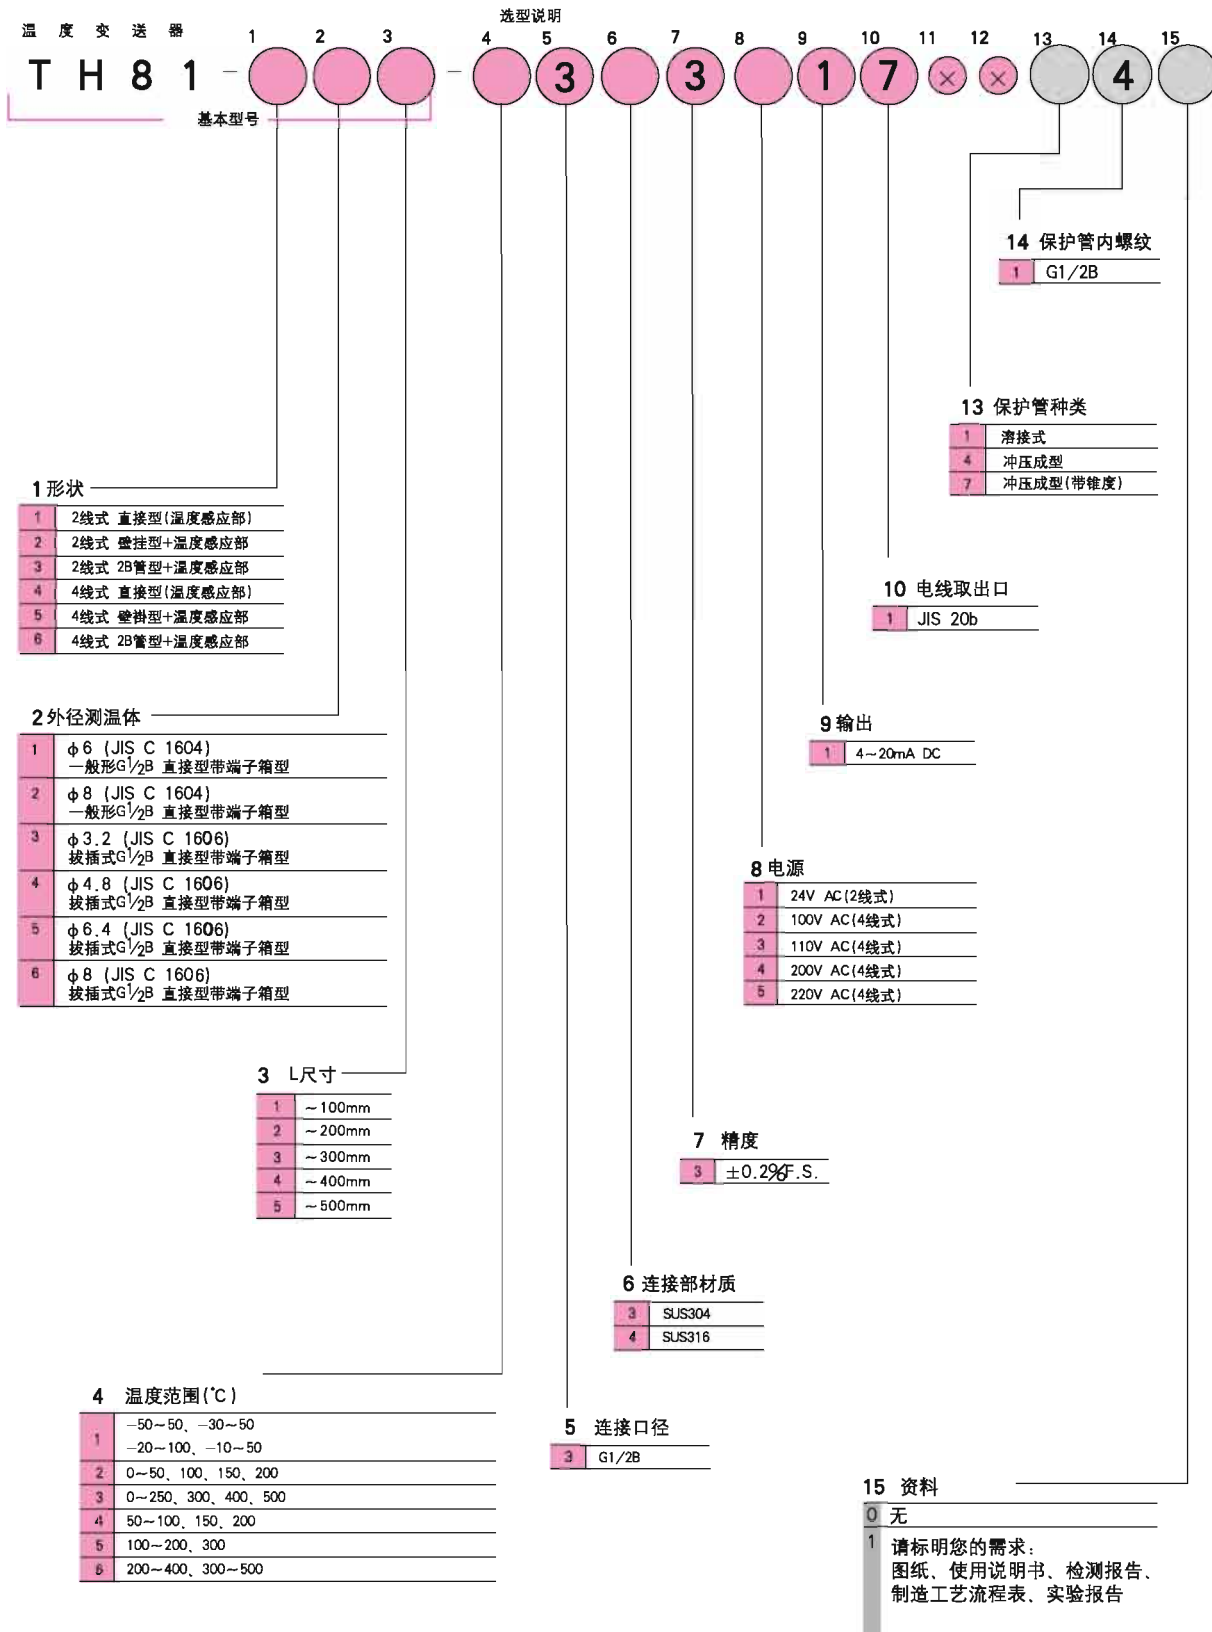 选型说明
温度变送器
1 2 3 4 5 6 7 8 9 10 11 12 13 14 15
TH81 - - 3 3 1 7 × × 4
基本型号
14 保护管内螺纹
1 G1/2B
13 保护管种类
1 溶接式
4 冲压成型
7 冲压成型(带锥度)
1 形状
1 2线式 直接型(温度感应部)
2 2线式 壁挂型+温度感应部
3 2线式 2B管型+温度感应部
4 4线式 直接型(温度感应部)
5 4线式 壁褂型+温度感应部
6 4线式 2B管型+温度感应部
10 电线取出口
1 JIS 20b
2 外径测温体
1 φ6 (JIS C 1604)
一般形G1/2B 直接型带端子箱型
2 φ8 (JIS C 1604)
一般形G1/2B 直接型带端子箱型
3 φ3.2 (JIS C 1606)
拔插式G1/2B 直接型带端子箱型
4 φ4.8 (JIS C 1606)
拔插式G1/2B 直接型带端子箱型
5 φ6.4 (JIS C 1606)
拔插式G1/2B 直接型带端子箱型
6 φ8 (JIS C 1606)
拔插式G1/2B 直接型带端子箱型
9 输出
1 4~20mA DC
8 电源
1 24V AC(2线式)
2 100V AC(4线式)
3 110V AC(4线式)
4 200V AC(4线式)
5 220V AC(4线式)
3 L尺寸
1 ~100mm
2 ~200mm
3 ~300mm
4 ~400mm
5 ~500mm
7 精度
3 ±0.2%F.S.
6 连接部材质
3 SUS304
4 SUS316
4 温度范围(℃)
1 -50~50、-30~50
-20~100、-10~50
2 0~50、100、150、200
3 0~250、300、400、500
4 50~100、150、200
5 100~200、300
6 200~400、300~500
5 连接口径
3 G1/2B
15 资料
0 无
1 请标明您的需求:
图纸、使用说明书、检测报告、
制造工艺流程表、实验报告